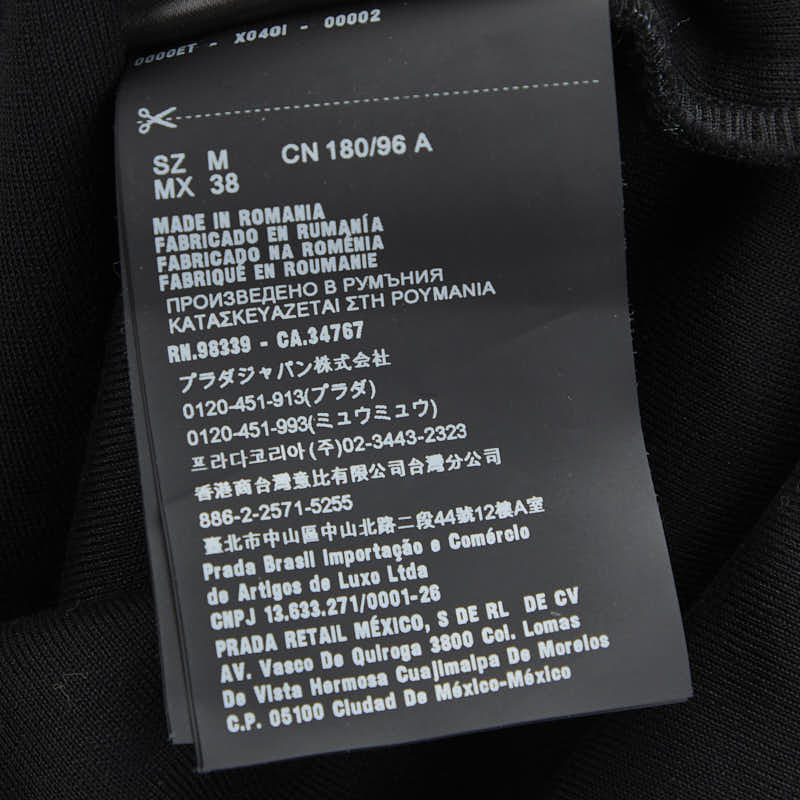 0000ET - X040I - 00002
SZ M CN 180/96 A
MX 38
MADE IN ROMANIA
FABRICADO EN RUMANÍA
FABRICADO NA ROMÉNIA
FABRIQUÉ EN ROUMANIE
ПРОИЗВЕДЕНО В РУМЪНИЯ
ΚΑΤΑΣΚΕΥΑΖΕΤΑΙ ΣΤΗ ΡΟΥΜΑΝΙΑ
RN.98339 - CA.34767
プラダジャパン株式会社
0120-451-913(プラダ)
0120-451-993(ミュウミュウ)
프라다코리아(주)02-3443-2323
香港商台灣意比有限公司台灣分公司
886-2-2571-5255
臺北市中山區中山北路二段44號12樓A室
Prada Brasil Importação e Comércio
de Artigos de Luxo Ltda
CNPJ 13.633.271/0001-26
PRADA RETAIL MÉXICO, S DE RL DE CV
AV. Vasco De Quiroga 3800 Col. Lomas
De Vista Hermosa Cuajimalpa De Morelos
C.P. 05100 Ciudad De México-México